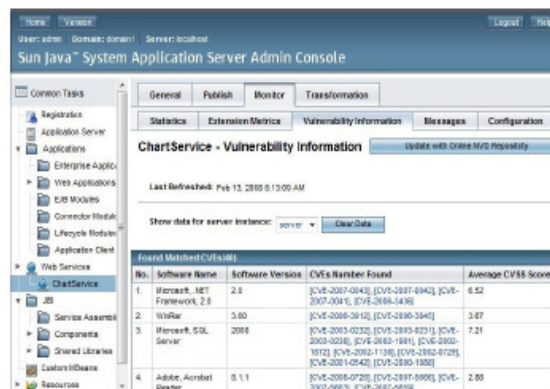 Home Version Logout Help
User: admin Domain: domain1 Server: localhost
Sun Java™ System Application Server Admin Console
Common Tasks
Registration
Application Server
Applications
Enterprise Applic
Web Applications
EJB Modules
Connector Module
Lifecycle Modules
Application Client
Web Services
ChartService
JBI
Service Assembli
Components
Shared Libraries
Custom MBeans
Resources
General Publish Monitor Transformation
Statistics Extension Metrics Vulnerability Information Messages Configuration
ChartService - Vulnerability Information Update with Online NVD Repository
Last Refreshed: Feb 13, 2008 8:13:09 AM
Show data for server instance: server Clear Data
Found Matched CVEs(46)
No. Software Name Software Version CVEs Number Found Average CVSS Score
1. Microsoft, .NET Framework, 2.0 2.0 [CVE-2007-0043], [CVE-2007-0042], [CVE-
2007-0041], [CVE-2006-3436] 6.52
2. WinRar 3.60 [CVE-2006-3912], [CVE-2006-3845] 3.67
3. Microsoft, SQL Server 2000 [CVE-2003-0232], [CVE-2003-0231], [CVE-
2003-0230], [CVE-2002-1981], [CVE-2002-
1872], [CVE-2002-1138], [CVE-2002-0729],
[CVE-2001-0542], 7.21
4. Adobe, Acrobat Reader 8.1.1 2.88